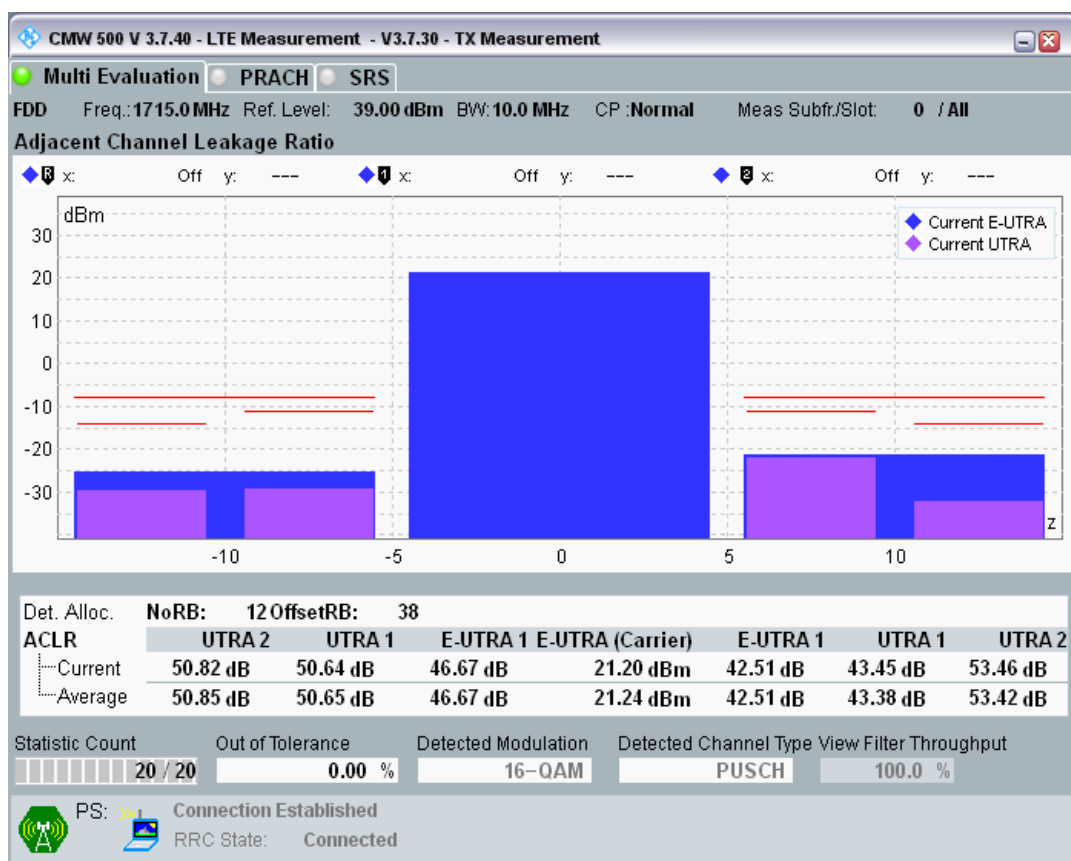 CMW 500 V 3.7.40 - LTE Measurement - V3.7.30 - TX Measurement
Multi Evaluation PRACH SRS
FDD Freq.: 1715.0 MHz Ref. Level: 39.00 dBm BW: 10.0 MHz CP :Normal Meas Subfr./Slot: 0 / All
Adjacent Channel Leakage Ratio
R x: Off y: --- 1 x: Off y: --- 2 x: Off y: ---
dBm
Current E-UTRA
Current UTRA
30
20
10
0
-10
-20
-30
z
-10 -5 0 5 10
Det. Alloc. NoRB: 12 OffsetRB: 38
ACLR UTRA 2 UTRA 1 E-UTRA 1 E-UTRA (Carrier) E-UTRA 1 UTRA 1 UTRA 2
Current 50.82 dB 50.64 dB 46.67 dB 21.20 dBm 42.51 dB 43.45 dB 53.46 dB
Average 50.85 dB 50.65 dB 46.67 dB 21.24 dBm 42.51 dB 43.38 dB 53.42 dB
Statistic Count Out of Tolerance Detected Modulation Detected Channel Type View Filter Throughput
20 / 20 0.00 % 16-QAM PUSCH 100.0 %
PS: Connection Established
RRC State: Connected